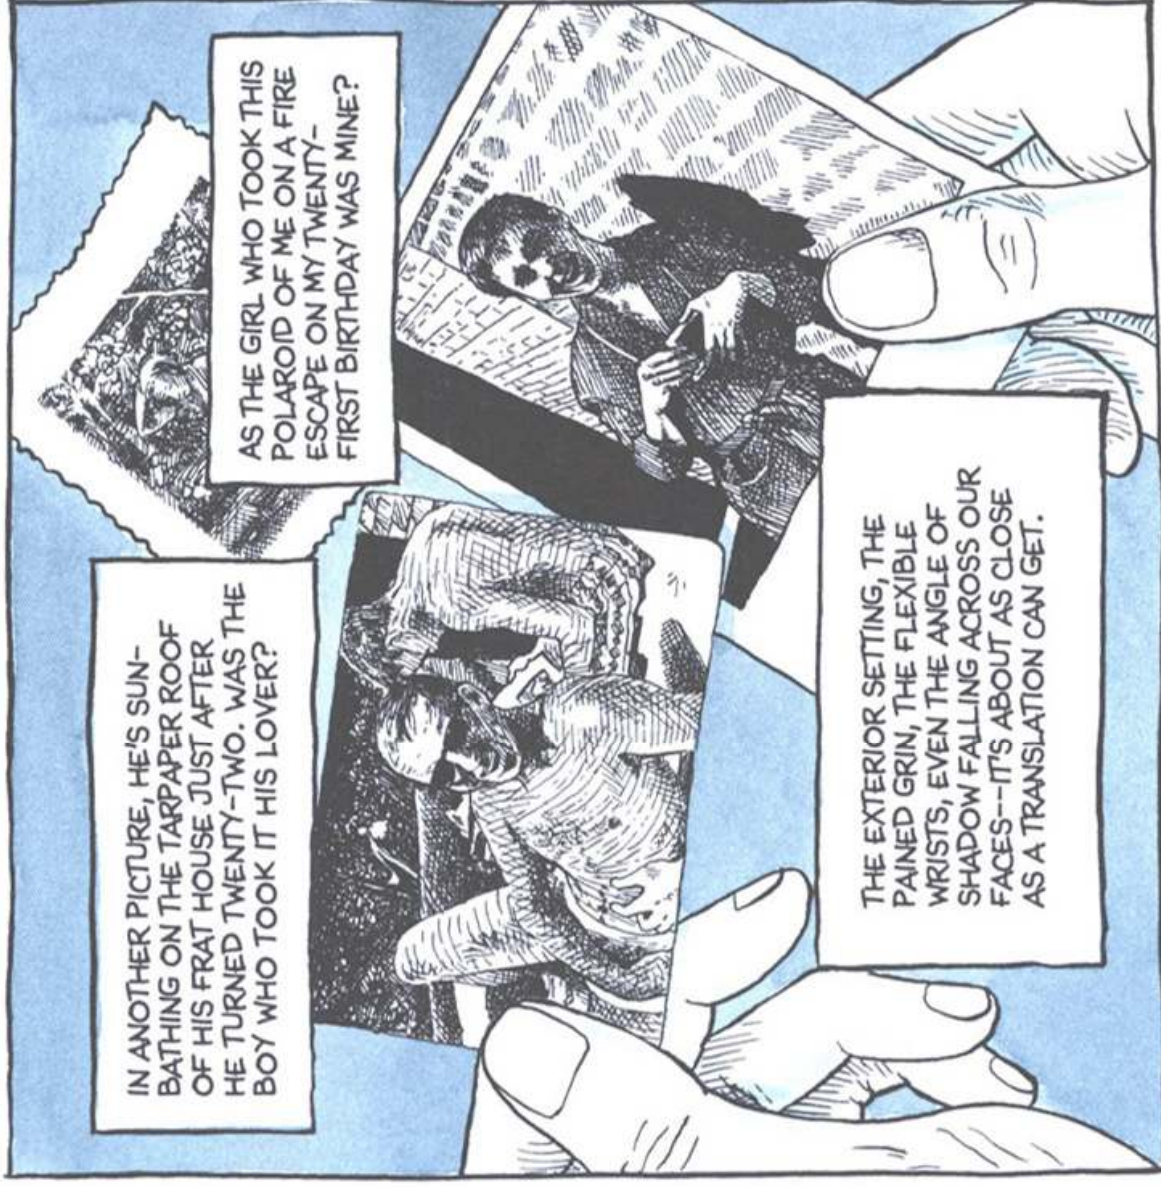 IN ANOTHER PICTURE, HE'S SUN-
BATHING ON THE TARPAPER ROOF
OF HIS FRAT HOUSE JUST AFTER
HE TURNED TWENTY-TWO. WAS THE
BOY WHO TOOK IT HIS LOVER?
AS THE GIRL WHO TOOK THIS
POLAROID OF ME ON A FIRE
ESCAPE ON MY TWENTY-
FIRST BIRTHDAY WAS MINE?
THE EXTERIOR SETTING, THE
PAINED GRIN, THE FLEXIBLE
WRISTS, EVEN THE ANGLE OF
SHADOW FALLING ACROSS OUR
FACES--IT'S ABOUT AS CLOSE
AS A TRANSLATION CAN GET.